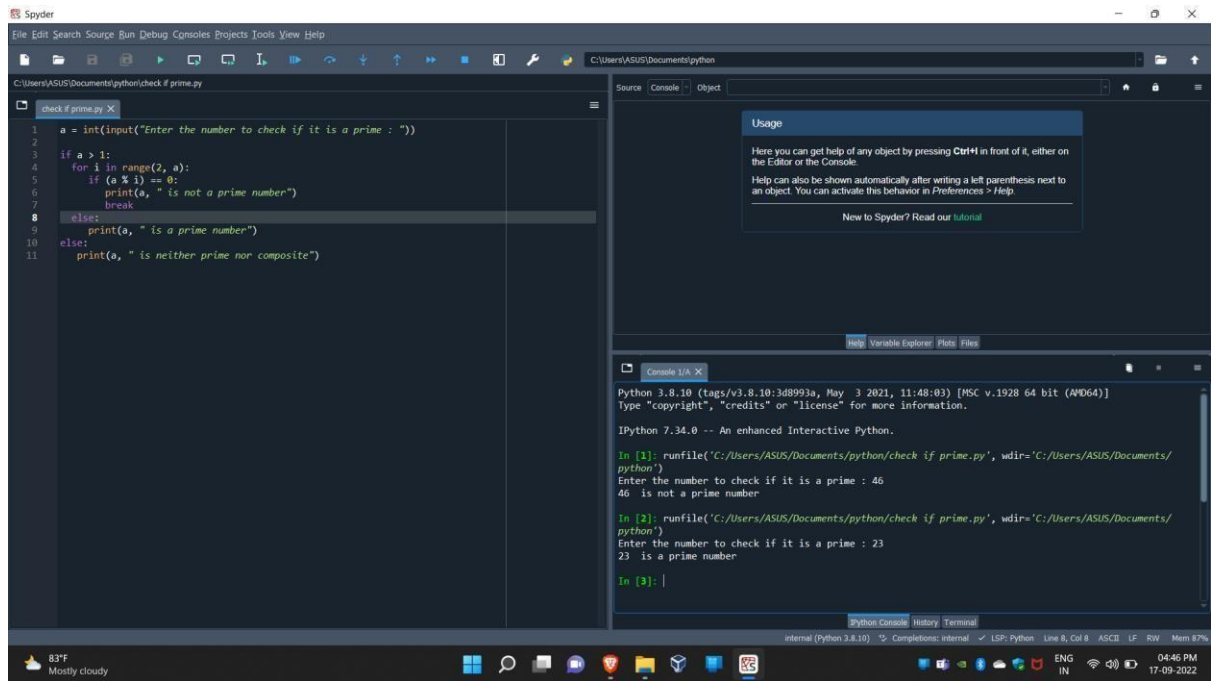 Spyder
File Edit Search Source Run Debug Consoles Projects Tools View Help
C:\Users\ASUS\Documents\python
C:\Users\ASUS\Documents\python\check if prime.py
check if prime.py
1 a = int(input("Enter the number to check if it is a prime : "))
2
3 if a > 1:
4   for i in range(2, a):
5     if (a % i) == 0:
6       print(a, " is not a prime number")
7       break
8   else:
9     print(a, " is a prime number")
10 else:
11   print(a, " is neither prime nor composite")
Source Console Object
Usage
Here you can get help of any object by pressing Ctrl+I in front of it, either on
the Editor or the Console.
Help can also be shown automatically after writing a left parenthesis next to
an object. You can activate this behavior in Preferences > Help.
New to Spyder? Read our tutorial
Help Variable Explorer Plots Files
Console 1/A
Python 3.8.10 (tags/v3.8.10:3d8993a, May  3 2021, 11:48:03) [MSC v.1928 64 bit (AMD64)]
Type "copyright", "credits" or "license" for more information.
IPython 7.34.0 -- An enhanced Interactive Python.
In [1]: runfile('C:/Users/ASUS/Documents/python/check if prime.py', wdir='C:/Users/ASUS/Documents/
python')
Enter the number to check if it is a prime : 46
46  is not a prime number
In [2]: runfile('C:/Users/ASUS/Documents/python/check if prime.py', wdir='C:/Users/ASUS/Documents/
python')
Enter the number to check if it is a prime : 23
23  is a prime number
In [3]:
IPython Console History Terminal
internal (Python 3.8.10) Completions: internal LSP: Python Line 8, Col 8 ASCII LF RW Mem 87%
83°F
Mostly cloudy
ENG
IN
04:46 PM
17-09-2022